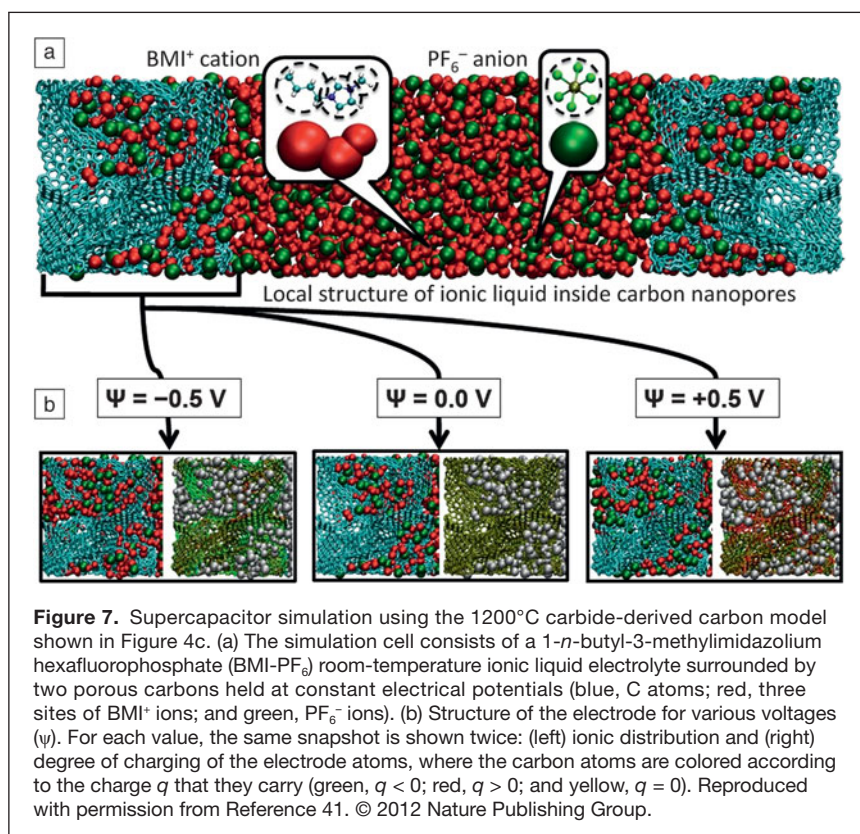 a
BMI⁺ cation
PF₆⁻ anion
Local structure of ionic liquid inside carbon nanopores
b
Ψ = −0.5 V
Ψ = 0.0 V
Ψ = +0.5 V
Figure 7. Supercapacitor simulation using the 1200°C carbide-derived carbon model
shown in Figure 4c. (a) The simulation cell consists of a 1-n-butyl-3-methylimidazolium
hexafluorophosphate (BMI-PF₆) room-temperature ionic liquid electrolyte surrounded by
two porous carbons held at constant electrical potentials (blue, C atoms; red, three
sites of BMI⁺ ions; and green, PF₆⁻ ions). (b) Structure of the electrode for various voltages
(ψ). For each value, the same snapshot is shown twice: (left) ionic distribution and (right)
degree of charging of the electrode atoms, where the carbon atoms are colored according
to the charge q that they carry (green, q < 0; red, q > 0; and yellow, q = 0). Reproduced
with permission from Reference 41. © 2012 Nature Publishing Group.